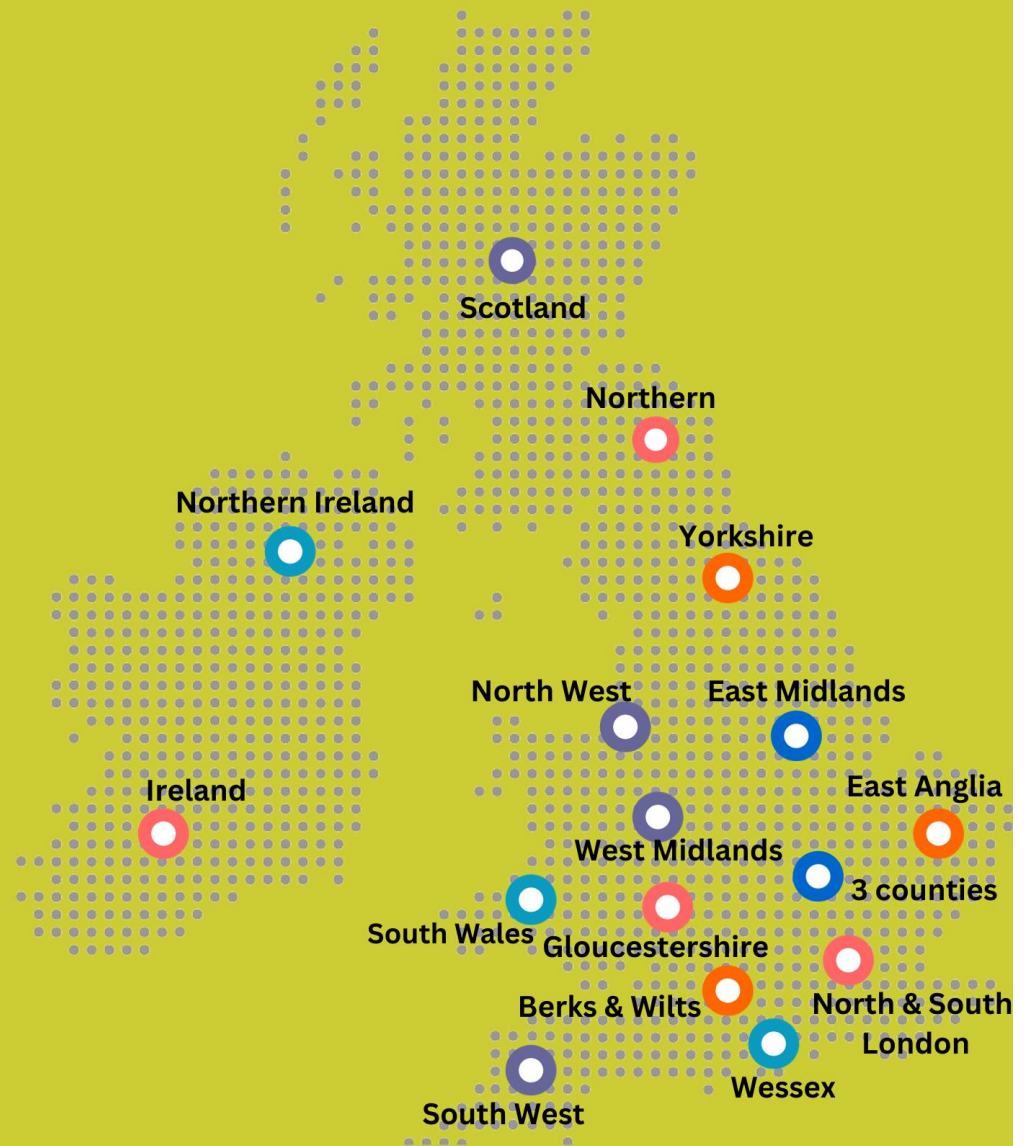 Scotland
Northern
Northern Ireland
Yorkshire
North West
East Midlands
East Anglia
Ireland
West Midlands
3 counties
South Wales
Gloucestershire
Berks & Wilts
North & South
London
Wessex
South West